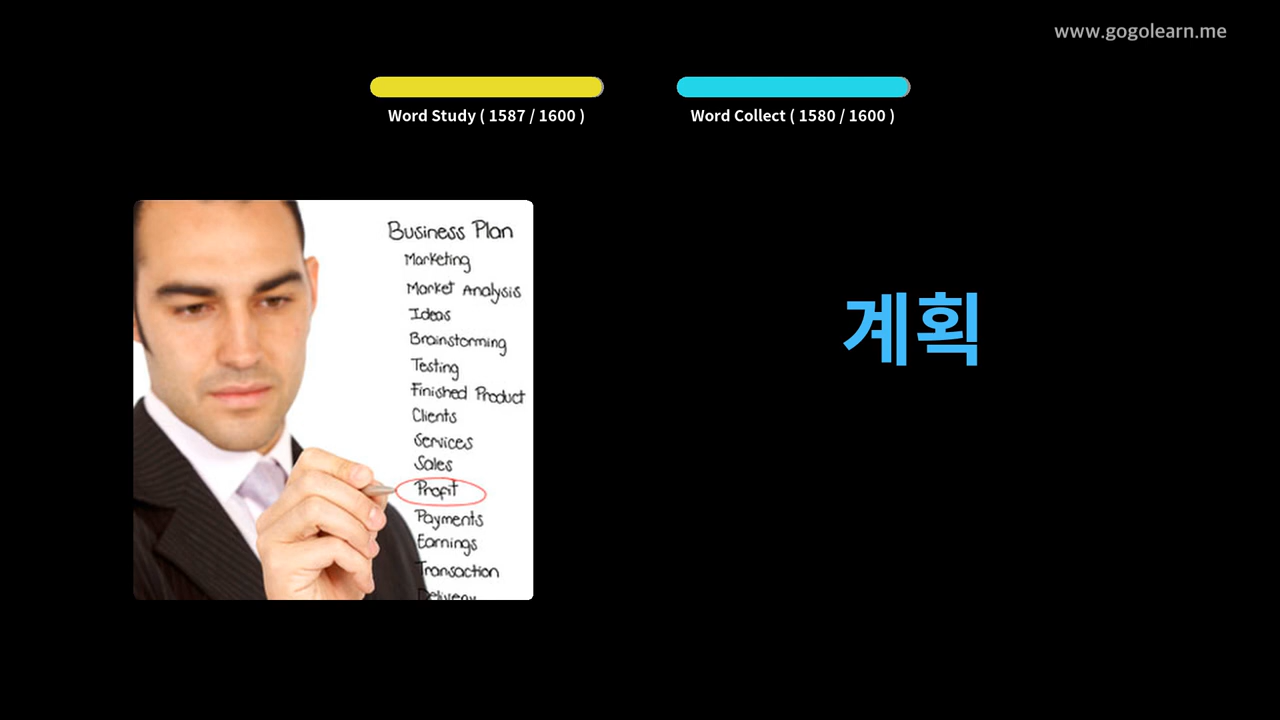 www.gogolearn.me
Word Study ( 1587 / 1600 )
Word Collect ( 1580 / 1600 )
Business Plan
Marketing
Market Analysis
Ideas
Brainstorming
Testing
Finished Product
Clients
Services
Sales
Profit
Payments
Earnings
Transaction
Delivery
계획